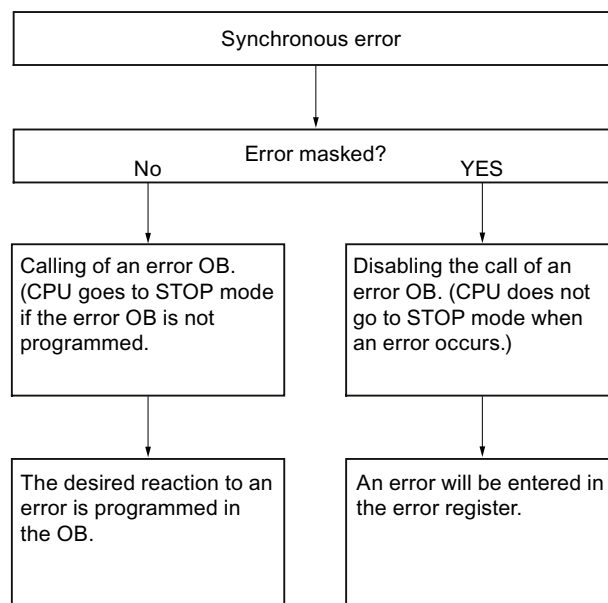 Synchronous error
Error masked?
No
YES
Calling of an error OB.
(CPU goes to STOP mode
if the error OB is not
programmed.
Disabling the call of an
error OB. (CPU does not
go to STOP mode when
an error occurs.)
The desired reaction to an
error is programmed in
the OB.
An error will be entered in
the error register.